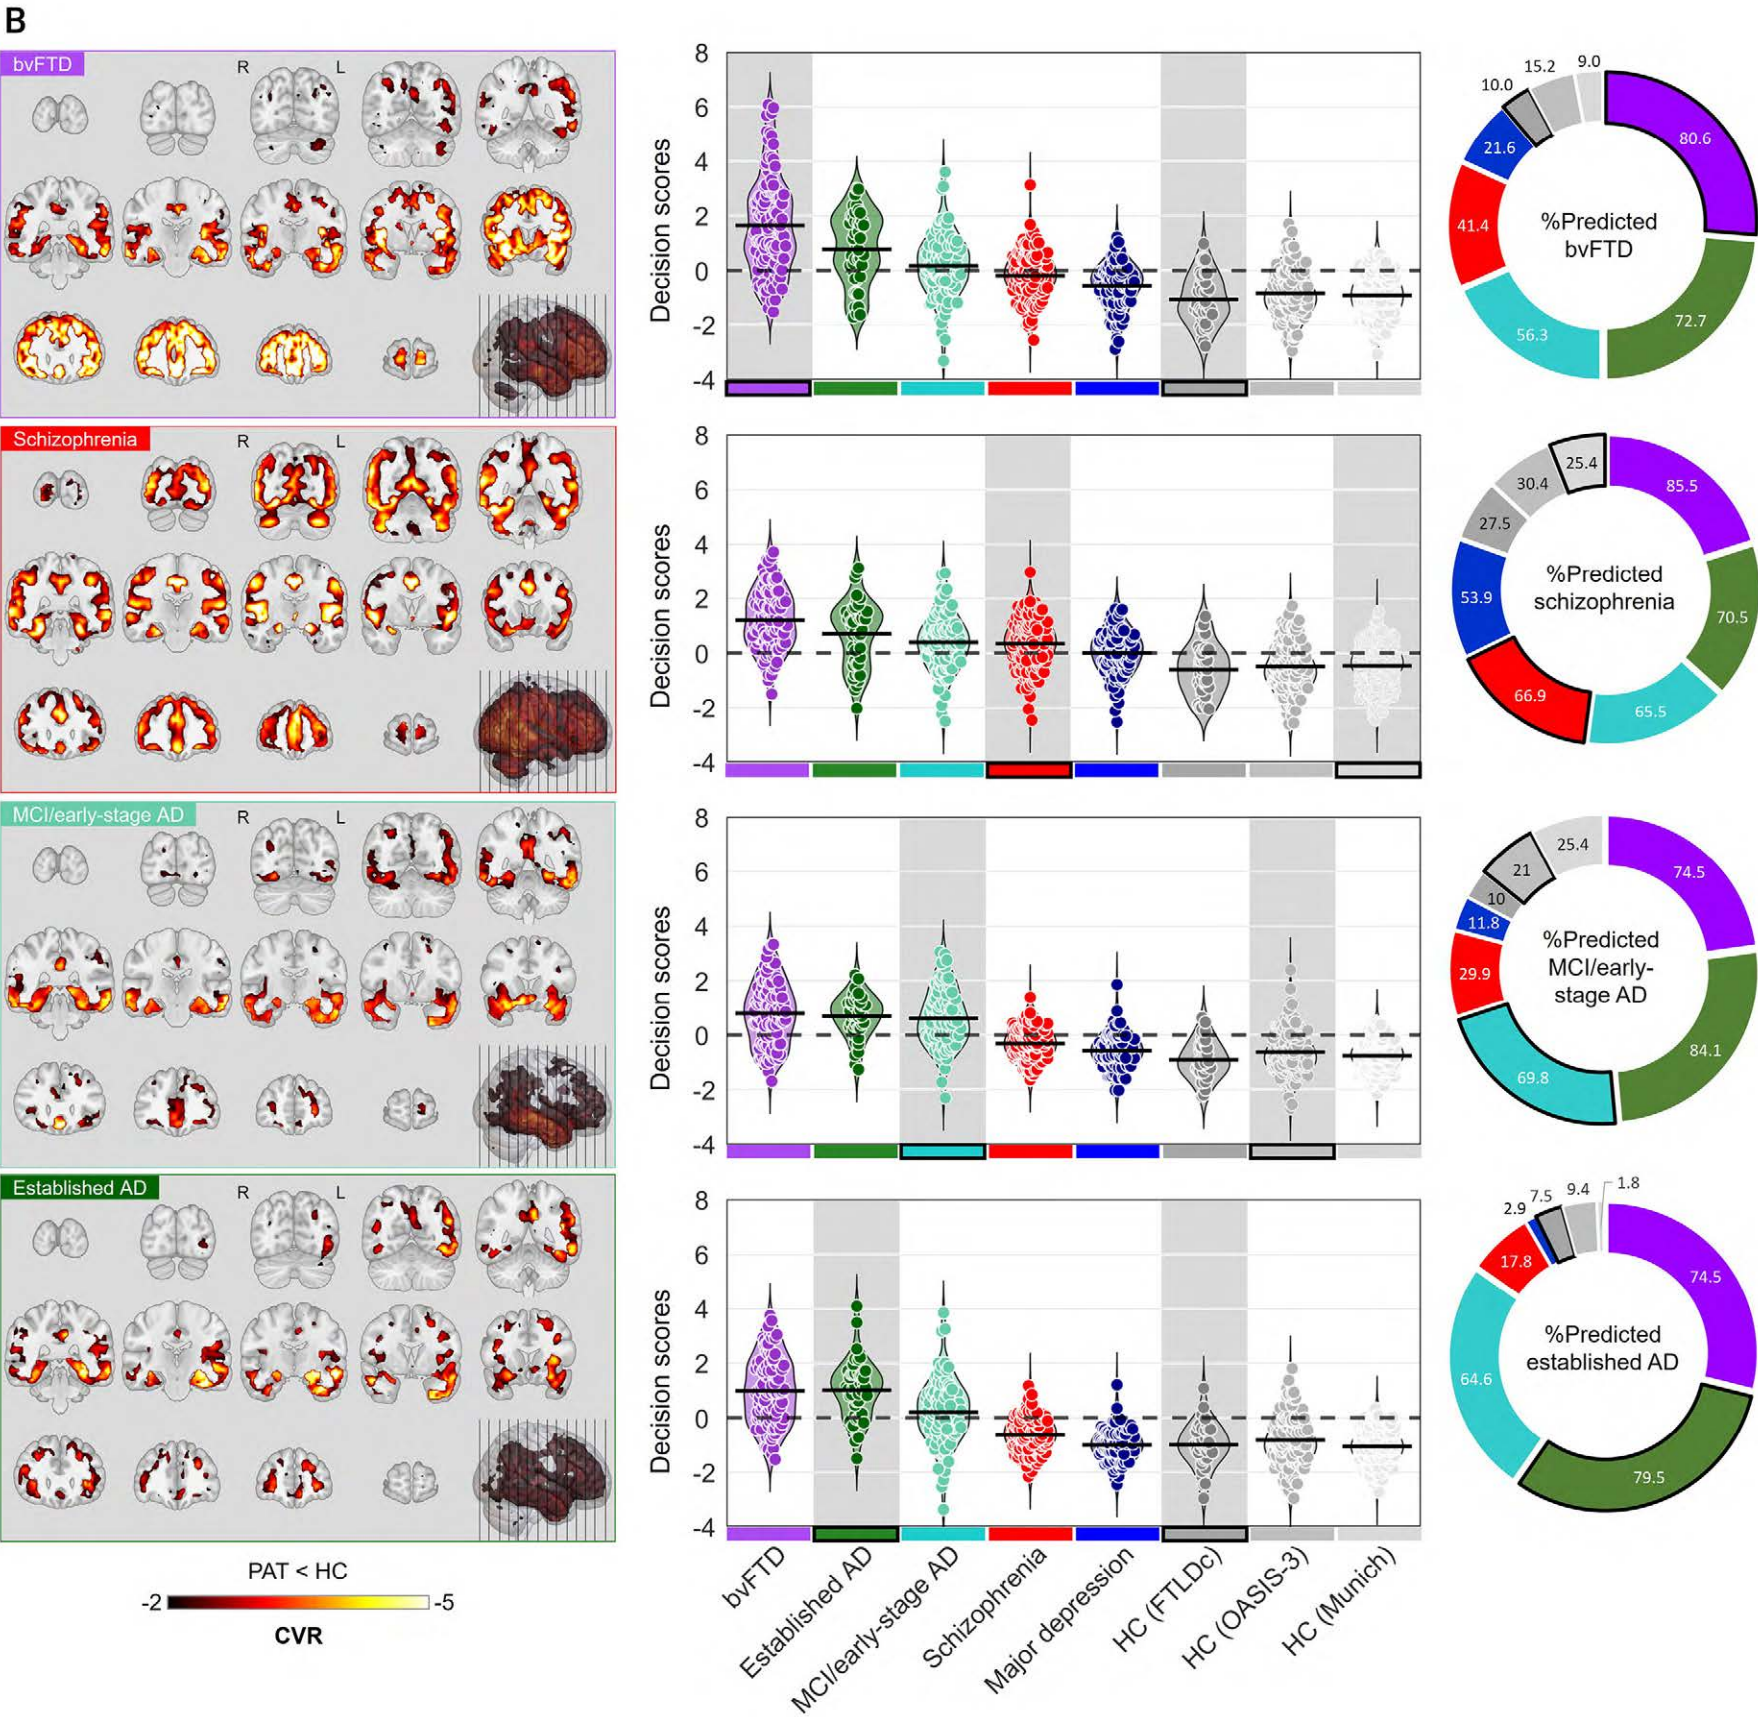 B
bvFTD
R
L
8
6
4
2
0
-2
-4
Decision scores
9.0
15.2
10.0
21.6
41.4
56.3
72.7
80.6
%Predicted
bvFTD
Schizophrenia
R
L
8
6
4
2
0
-2
-4
Decision scores
25.4
30.4
27.5
53.9
66.9
65.5
70.5
85.5
%Predicted
schizophrenia
MCI/early-stage AD
R
L
8
6
4
2
0
-2
-4
Decision scores
25.4
21
10
11.8
29.9
69.8
84.1
74.5
%Predicted
MCI/early-
stage AD
Established AD
R
L
8
6
4
2
0
-2
-4
Decision scores
1.8
9.4
7.5
2.9
17.8
64.6
79.5
74.5
%Predicted
established AD
PAT < HC
-2
-5
CVR
bvFTD
Established AD
MCI/early-stage AD
Schizophrenia
Major depression
HC (FTLDc)
HC (OASIS-3)
HC (Munich)